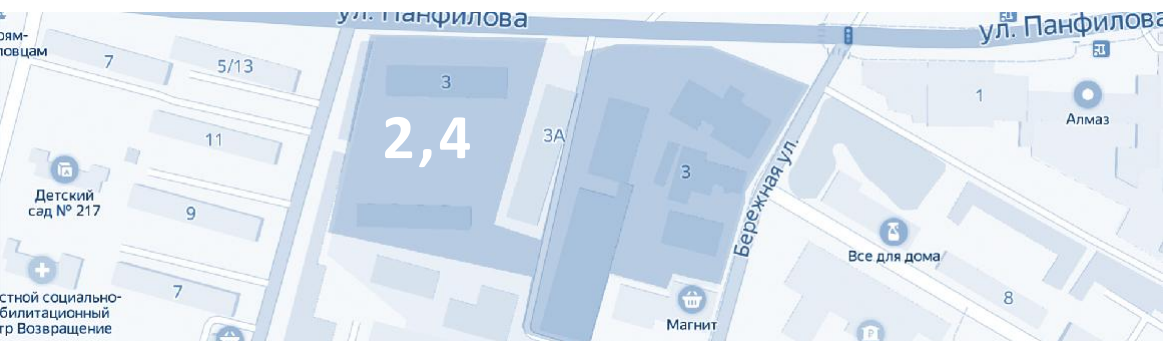 ул. Панфилова
ул. Панфилова
7
5/13
3
3А
3
1
Алмаз
11
2,4
Детский
сад № 217
9
Бережная ул.
Все для дома
7
8
Магнит